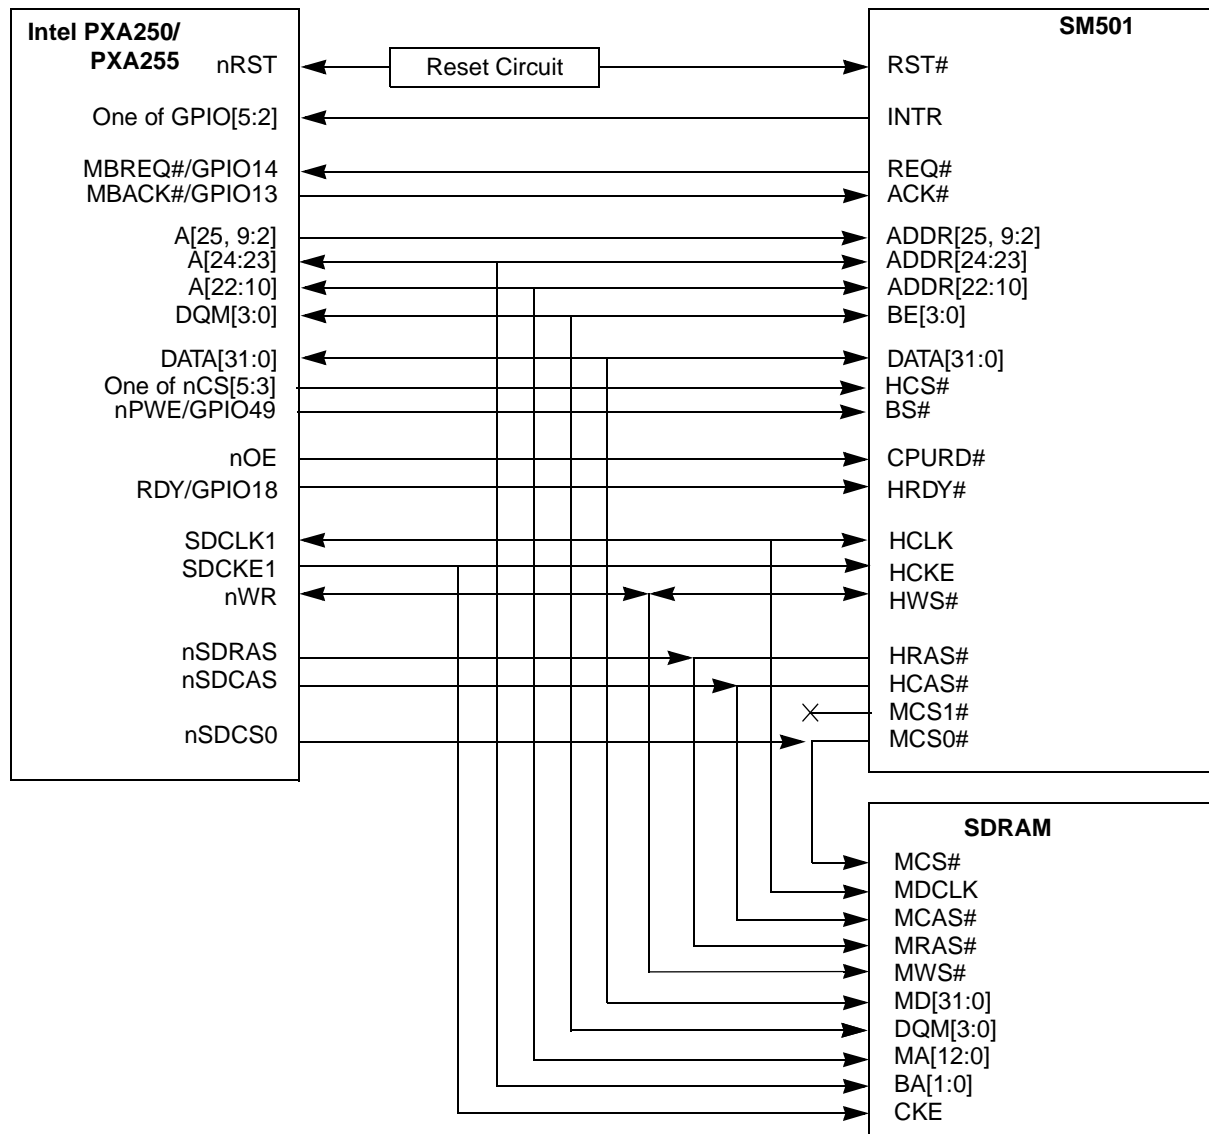 Intel PXA250/
PXA255
nRST
One of GPIO[5:2]
MBREQ#/GPIO14
MBACK#/GPIO13
A[25, 9:2]
A[24:23]
A[22:10]
DQM[3:0]
DATA[31:0]
One of nCS[5:3]
nPWE/GPIO49
nOE
RDY/GPIO18
SDCLK1
SDCKE1
nWR
nSDRAS
nSDCAS
nSDCS0
Reset Circuit
SM501
RST#
INTR
REQ#
ACK#
ADDR[25, 9:2]
ADDR[24:23]
ADDR[22:10]
BE[3:0]
DATA[31:0]
HCS#
BS#
CPURD#
HRDY#
HCLK
HCKE
HWS#
HRAS#
HCAS#
MCS1#
MCS0#
SDRAM
MCS#
MDCLK
MCAS#
MRAS#
MWS#
MD[31:0]
DQM[3:0]
MA[12:0]
BA[1:0]
CKE